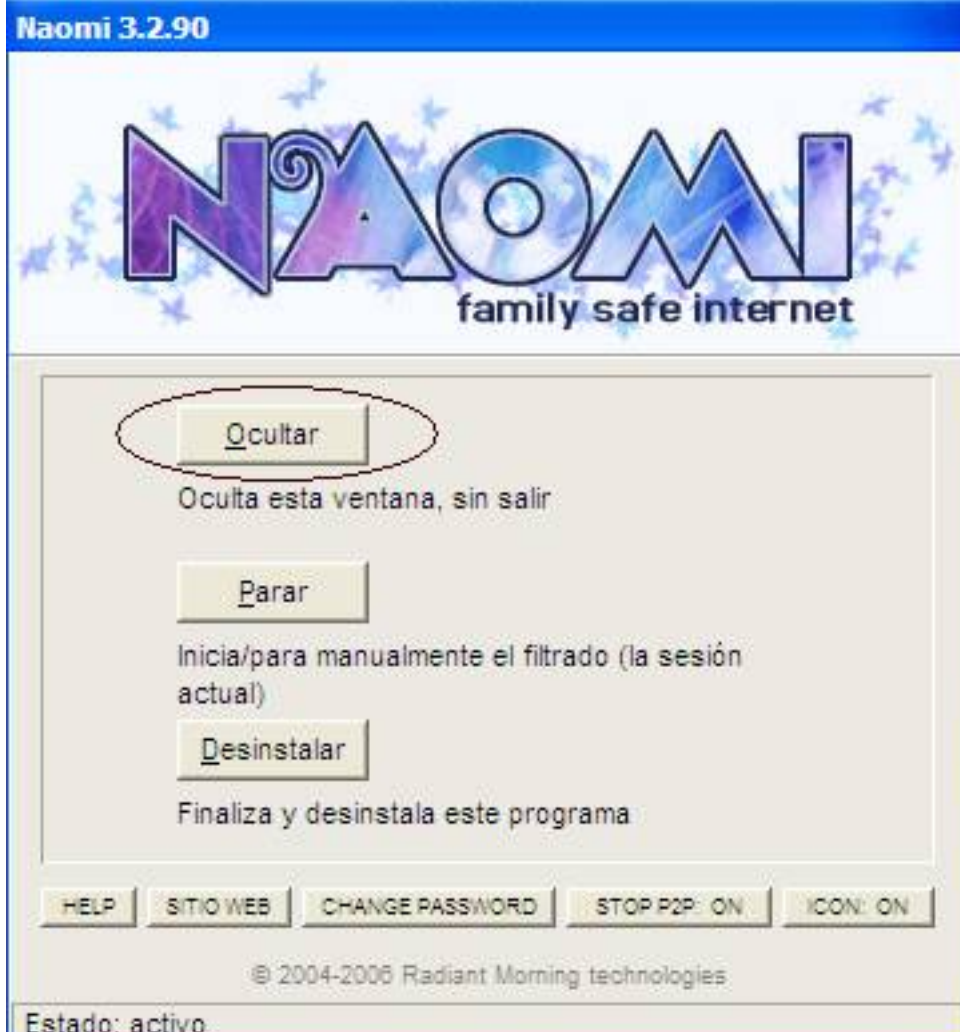 Naomi 3.2.90
NAOMI
family safe internet
Ocultar
Oculta esta ventana, sin salir
Parar
Inicia/para manualmente el filtrado (la sesión
actual)
Desinstalar
Finaliza y desinstala este programa
HELP SITIO WEB CHANGE PASSWORD STOP P2P: ON ICON: ON
© 2004-2006 Radiant Morning technologies
Estado: activo..